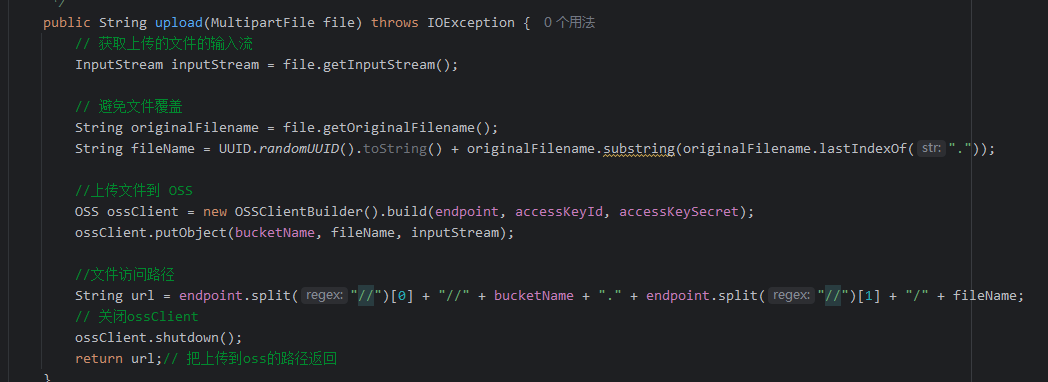 */
public String upload(MultipartFile file) throws IOException { 0 个用法
// 获取上传的文件的输入流
InputStream inputStream = file.getInputStream();
// 避免文件覆盖
String originalFilename = file.getOriginalFilename();
String fileName = UUID.randomUUID().toString() + originalFilename.substring(originalFilename.lastIndexOf( str: "."));
//上传文件到 OSS
OSS ossClient = new OSSClientBuilder().build(endpoint, accessKeyId, accessKeySecret);
ossClient.putObject(bucketName, fileName, inputStream);
//文件访问路径
String url = endpoint.split( regex: "//")[0] + "//" + bucketName + "." + endpoint.split( regex: "//")[1] + "/" + fileName;
// 关闭ossClient
ossClient.shutdown();
return url;// 把上传到oss的路径返回
}